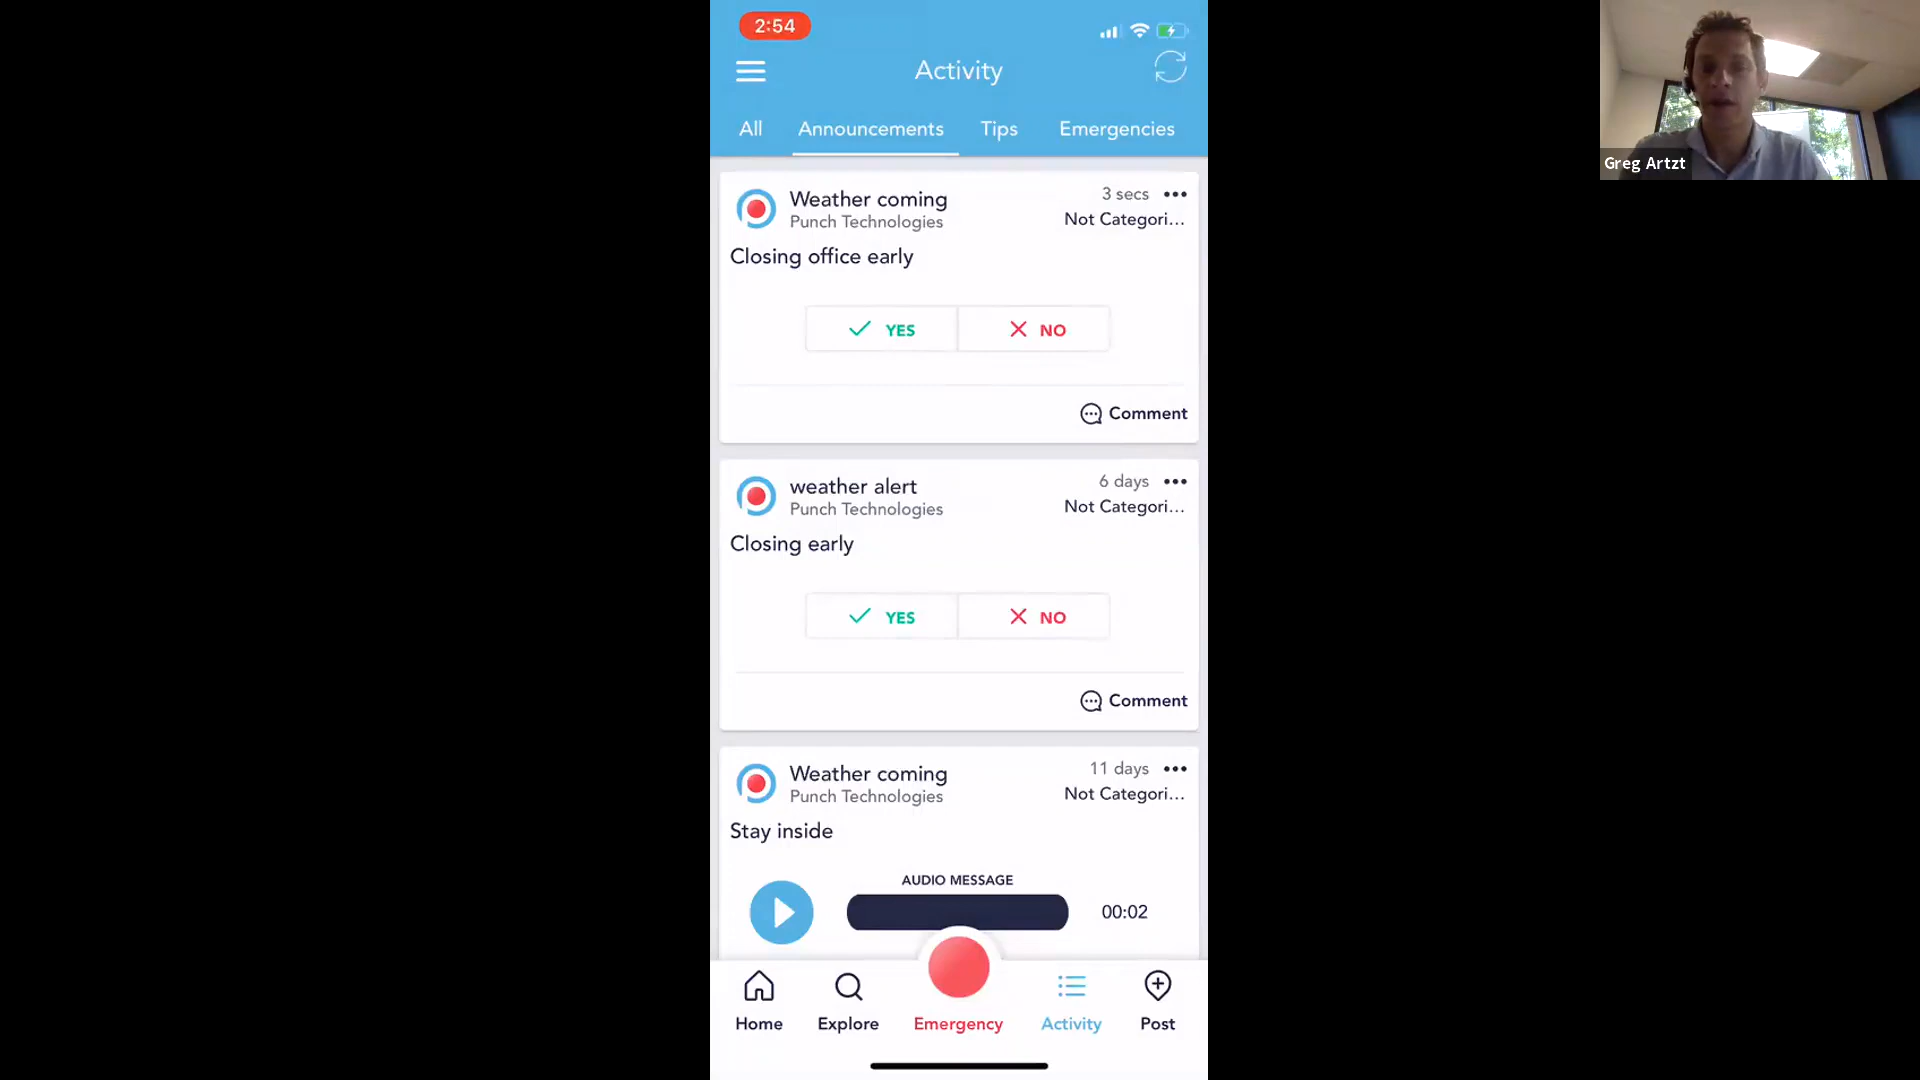 2:54
Activity
All Announcements Tips Emergencies
Weather coming 3 secs
Punch Technologies Not Categori...
Closing office early
YES NO
Comment
weather alert 6 days
Punch Technologies Not Categori...
Closing early
YES NO
Comment
Weather coming 11 days
Punch Technologies Not Categori...
Stay inside
AUDIO MESSAGE
00:02
Home Explore Emergency Activity Post
Greg Artzt